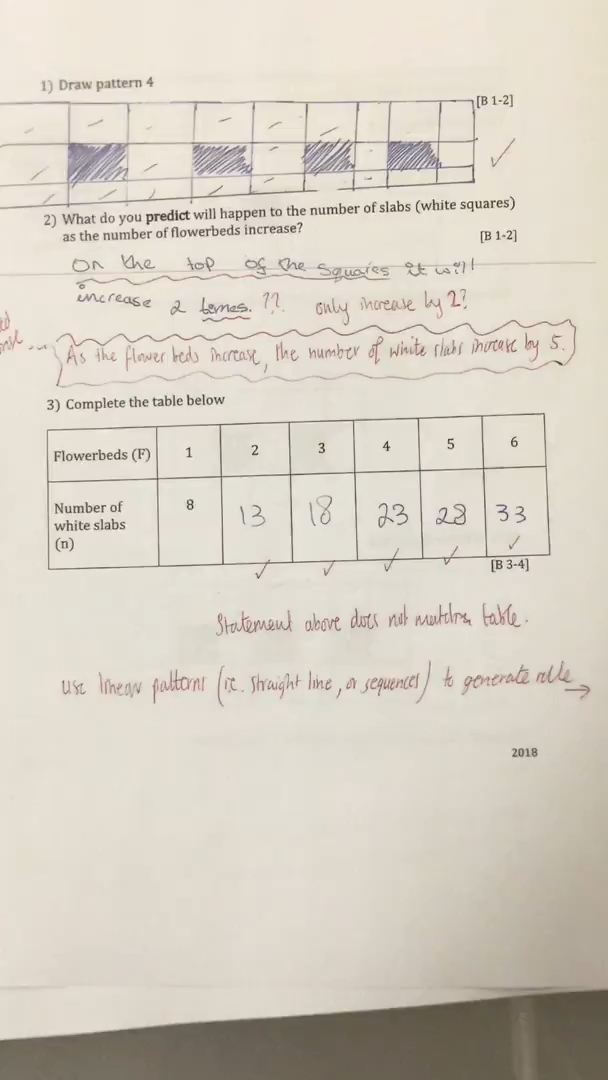 1) Draw pattern 4
[B 1-2]
2) What do you predict will happen to the number of slabs (white squares)
as the number of flowerbeds increase?
[B 1-2]
On the top of the squares it will
increase 2 temes. ?? only increase by 2?
As the flower beds increase, the number of white slabs increase by 5.
3) Complete the table below
Flowerbeds (F) 1 2 3 4 5 6
Number of
white slabs
(n) 8 13 18 23 28 33
[B 3-4]
Statement above does not match table.
use linear patterns (i.e. straight line, or sequences) to generate rule
2018